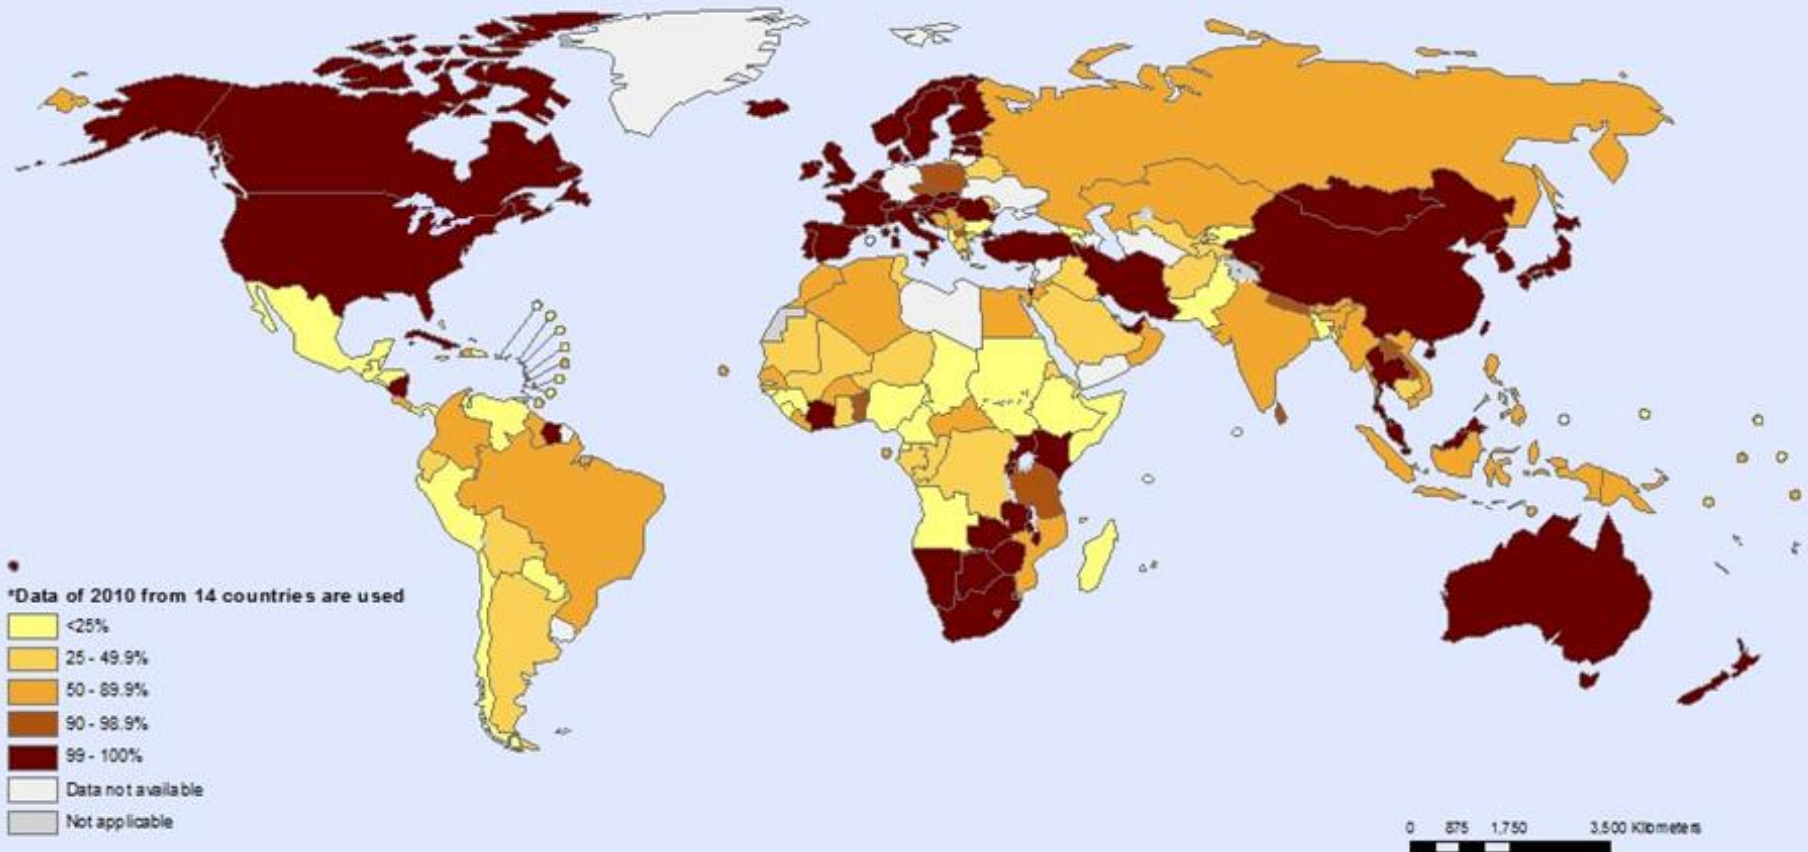 *Data of 2010 from 14 countries are used
<25%
25 - 49.9%
50 - 89.9%
90 - 98.9%
99 - 100%
Data not available
Not applicable
0 875 1,750 3,500 Kilometers